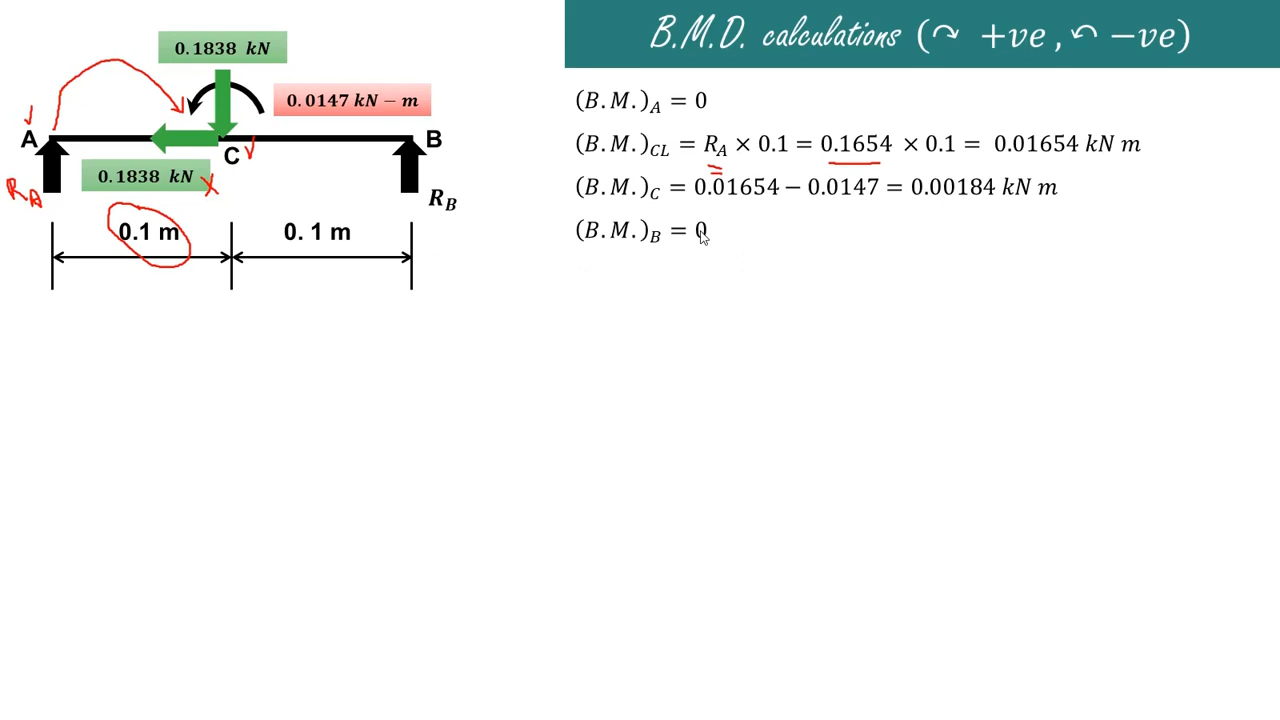 B.M.D. calculations (↷ +ve , ↶ −ve)
0.1838 kN
0.0147 kN − m
A
C
B
0.1838 kN
R_A
R_B
0.1 m
0. 1 m
(B.M.)_A = 0
(B.M.)_CL = R_A × 0.1 = 0.1654 × 0.1 = 0.01654 kN m
(B.M.)_C = 0.01654 − 0.0147 = 0.00184 kN m
(B.M.)_B = 0